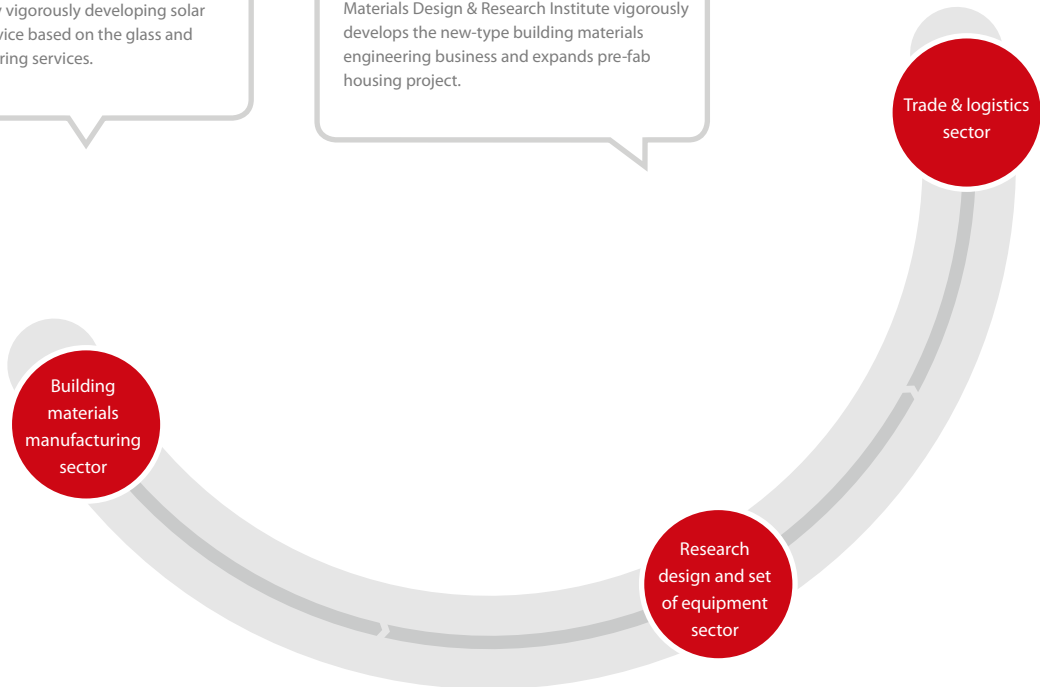 vigorously developing solar
based on the glass and
services.
Materials Design & Research Institute vigorously
develops the new-type building materials
engineering business and expands pre-fab
housing project.
Trade & logistics
sector
Building
materials
manufacturing
sector
Research
design and set
of equipment
sector